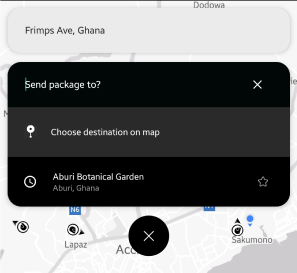 Dodowa
Frimps Ave, Ghana
Send package to?
Choose destination on map
Aburi Botanical Garden
Aburi, Ghana
N6
Lapaz
Acc
Sakumono